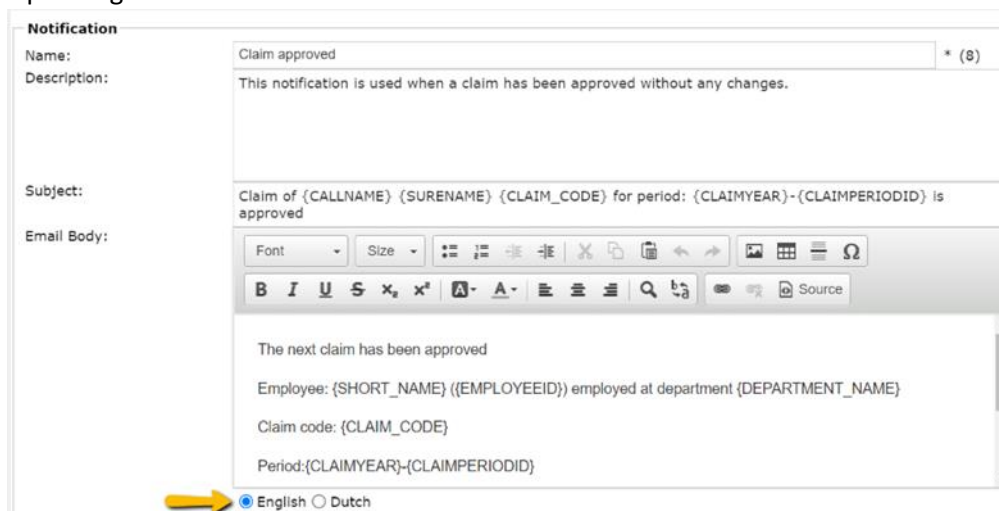 Notification
Name: Claim approved * (8)
Description: This notification is used when a claim has been approved without any changes.
Subject: Claim of {CALLNAME} {SURENAME} {CLAIM_CODE} for period: {CLAIMYEAR}-{CLAIMPERIODID} is
approved
Email Body:
Font Size Ω
B I U S x₂ x² A A Source
The next claim has been approved
Employee: {SHORT_NAME} ({EMPLOYEEID}) employed at department {DEPARTMENT_NAME}
Claim code: {CLAIM_CODE}
Period:{CLAIMYEAR}-{CLAIMPERIODID}
English Dutch